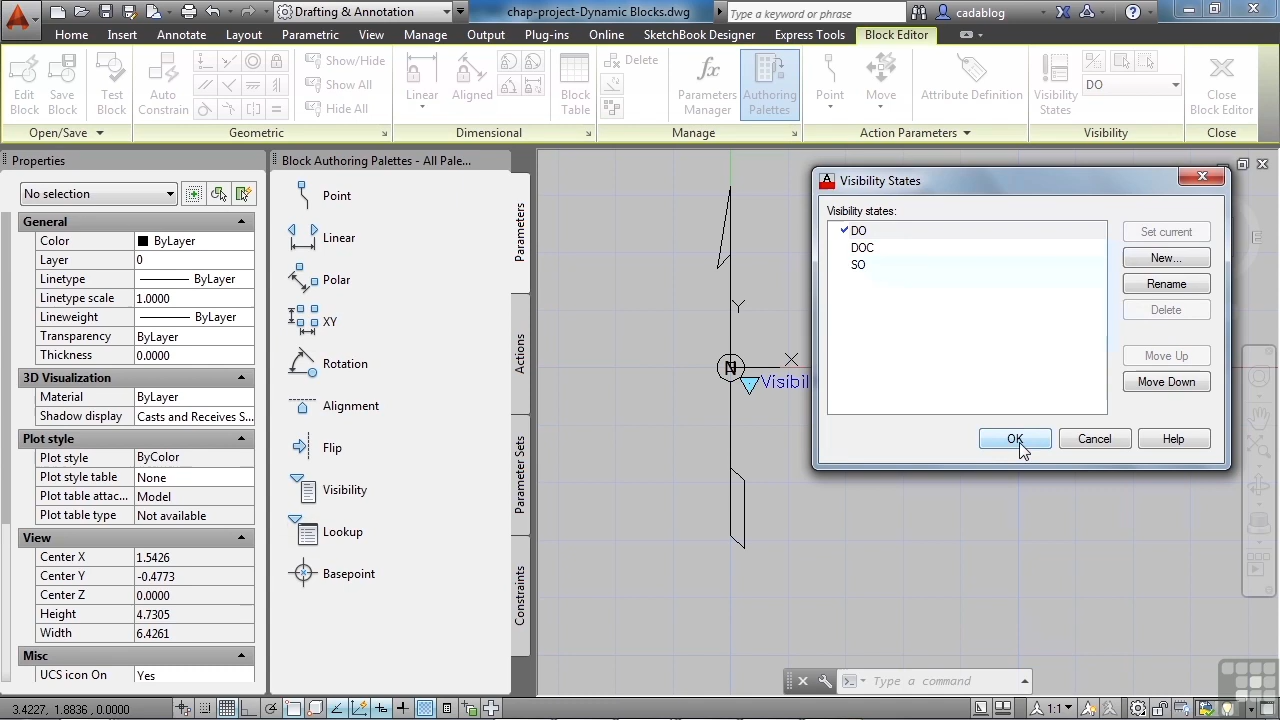 Drafting & Annotation
chap-project-Dynamic Blocks.dwg
Type a keyword or phrase
cadablog
Home Insert Annotate Layout Parametric View Manage Output Plug-ins Online SketchBook Designer Express Tools Block Editor
Edit Block
Save Block
Test Block
Auto Constrain
Show/Hide
Show All
Hide All
Linear
Aligned
Block Table
Delete
Parameters Manager
Authoring Palettes
Point
Move
Attribute Definition
Visibility States
DO
Close Block Editor
Open/Save Geometric Dimensional Manage Action Parameters Visibility Close
Properties
No selection
General
Color ByLayer
Layer 0
Linetype ByLayer
Linetype scale 1.0000
Lineweight ByLayer
Transparency ByLayer
Thickness 0.0000
3D Visualization
Material ByLayer
Shadow display Casts and Receives S...
Plot style
Plot style ByColor
Plot style table None
Plot table attac... Model
Plot table type Not available
View
Center X 1.5426
Center Y -0.4773
Center Z 0.0000
Height 4.7305
Width 6.4261
Misc
UCS icon On Yes
Block Authoring Palettes - All Pale...
Point
Linear
Polar
XY
Rotation
Alignment
Flip
Visibility
Lookup
Basepoint
Parameters
Actions
Parameter Sets
Constraints
Y
X
N
Visibil
Visibility States
Visibility states:
DO
DOC
SO
Set current
New...
Rename
Delete
Move Up
Move Down
OK Cancel Help
E
Type a command
3.4227, 1.8836, 0.0000
1:1